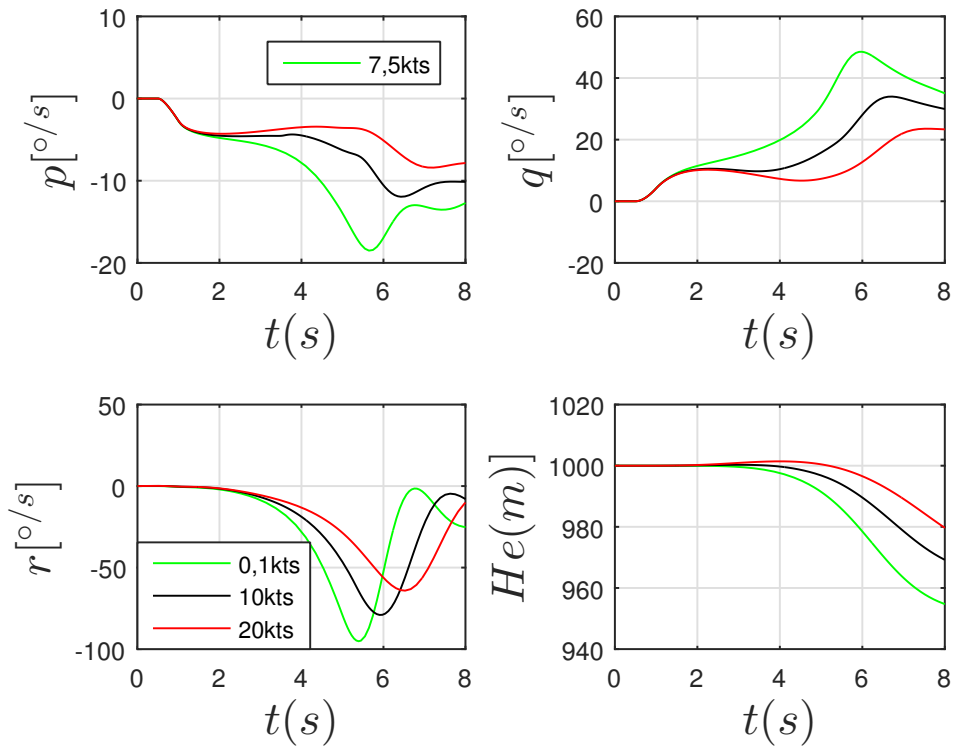 10
0
-10
-20
p[°/s]
7,5kts
0 2 4 6 8
t(s)
60
40
20
0
-20
q[°/s]
0 2 4 6 8
t(s)
50
0
-50
-100
r[°/s]
0,1kts
10kts
20kts
0 2 4 6 8
t(s)
1020
1000
980
960
940
He(m)]
0 2 4 6 8
t(s)